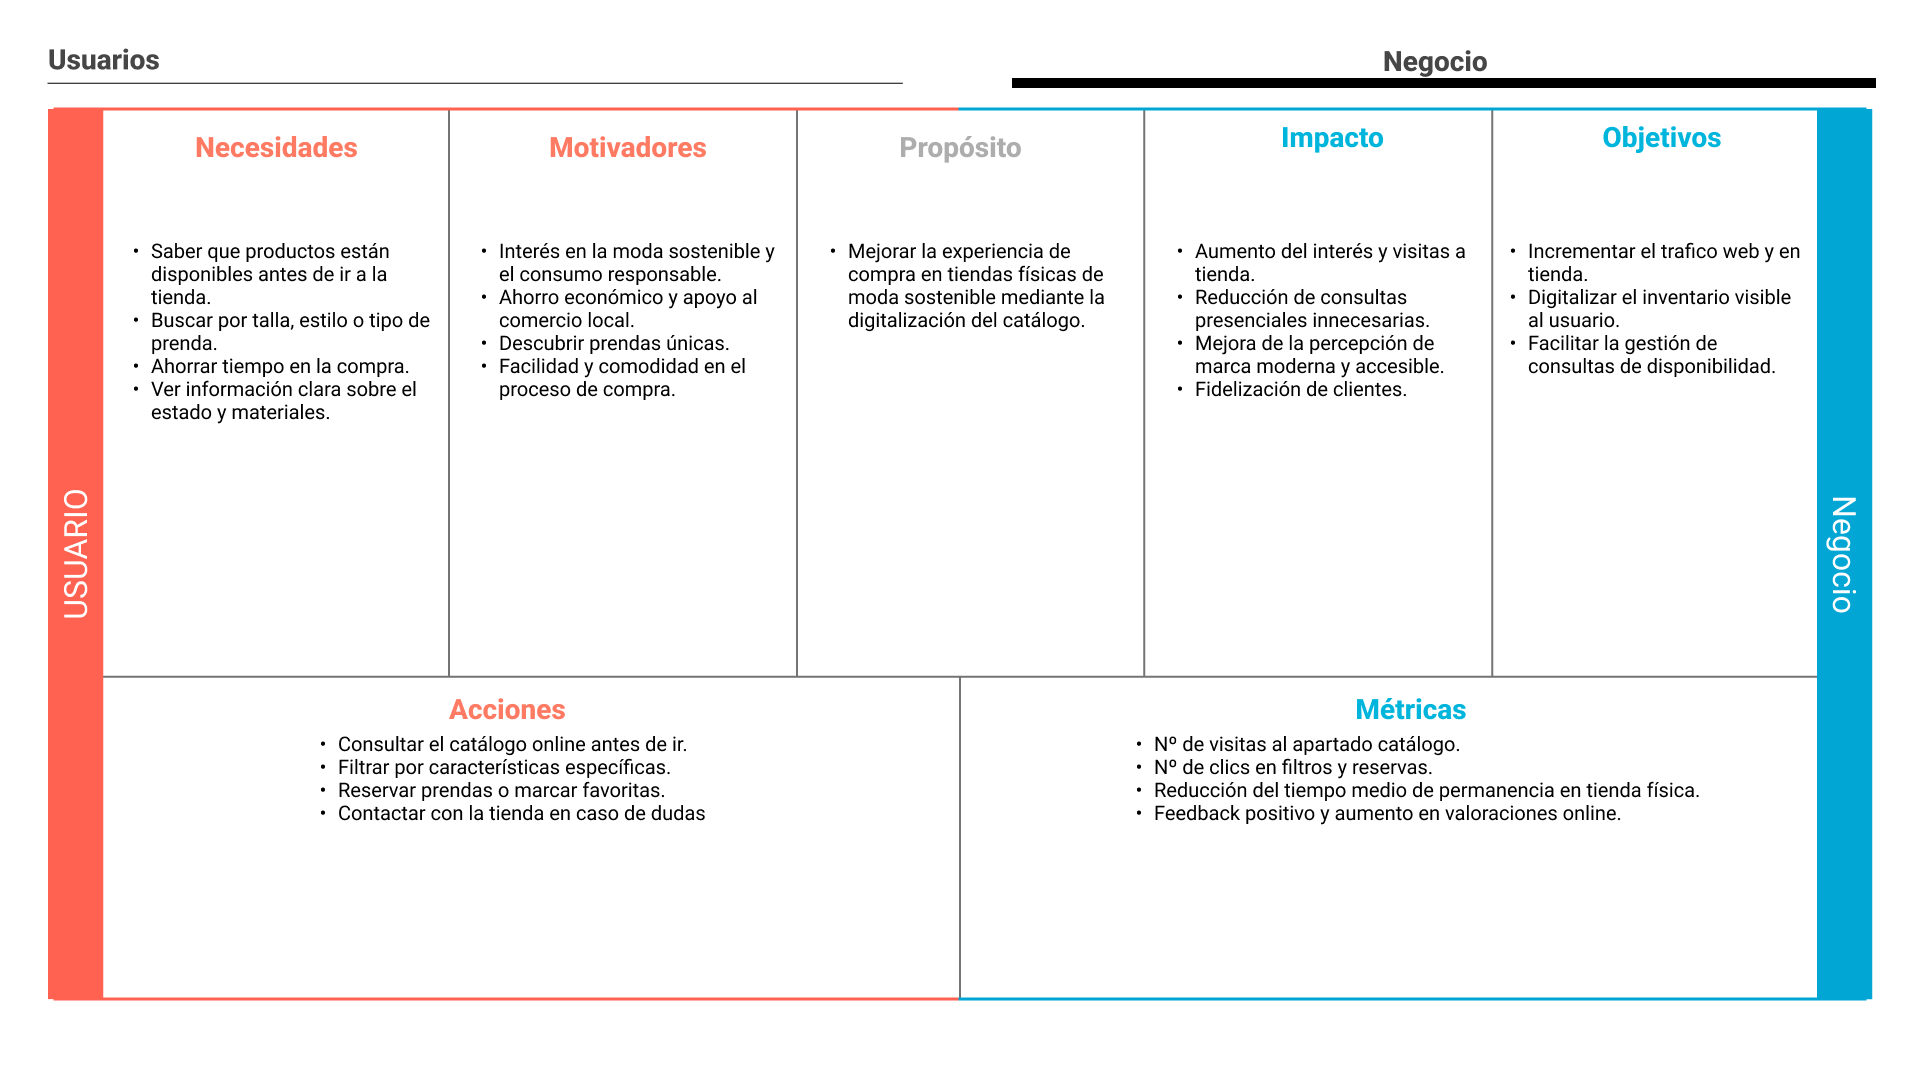 Usuarios
Negocio
USUARIO
Necesidades
• Saber que productos están
disponibles antes de ir a la
tienda.
• Buscar por talla, estilo o tipo de
prenda.
• Ahorrar tiempo en la compra.
• Ver información clara sobre el
estado y materiales.
Motivadores
• Interés en la moda sostenible y
el consumo responsable.
• Ahorro económico y apoyo al
comercio local.
• Descubrir prendas únicas.
• Facilidad y comodidad en el
proceso de compra.
Propósito
• Mejorar la experiencia de
compra en tiendas físicas de
moda sostenible mediante la
digitalización del catálogo.
Impacto
• Aumento del interés y visitas a
tienda.
• Reducción de consultas
presenciales innecesarias.
• Mejora de la percepción de
marca moderna y accesible.
• Fidelización de clientes.
Objetivos
• Incrementar el trafico web y en
tienda.
• Digitalizar el inventario visible
al usuario.
• Facilitar la gestión de
consultas de disponibilidad.
Negocio
Acciones
• Consultar el catálogo online antes de ir.
• Filtrar por características específicas.
• Reservar prendas o marcar favoritas.
• Contactar con la tienda en caso de dudas
Métricas
• Nº de visitas al apartado catálogo.
• Nº de clics en filtros y reservas.
• Reducción del tiempo medio de permanencia en tienda física.
• Feedback positivo y aumento en valoraciones online.